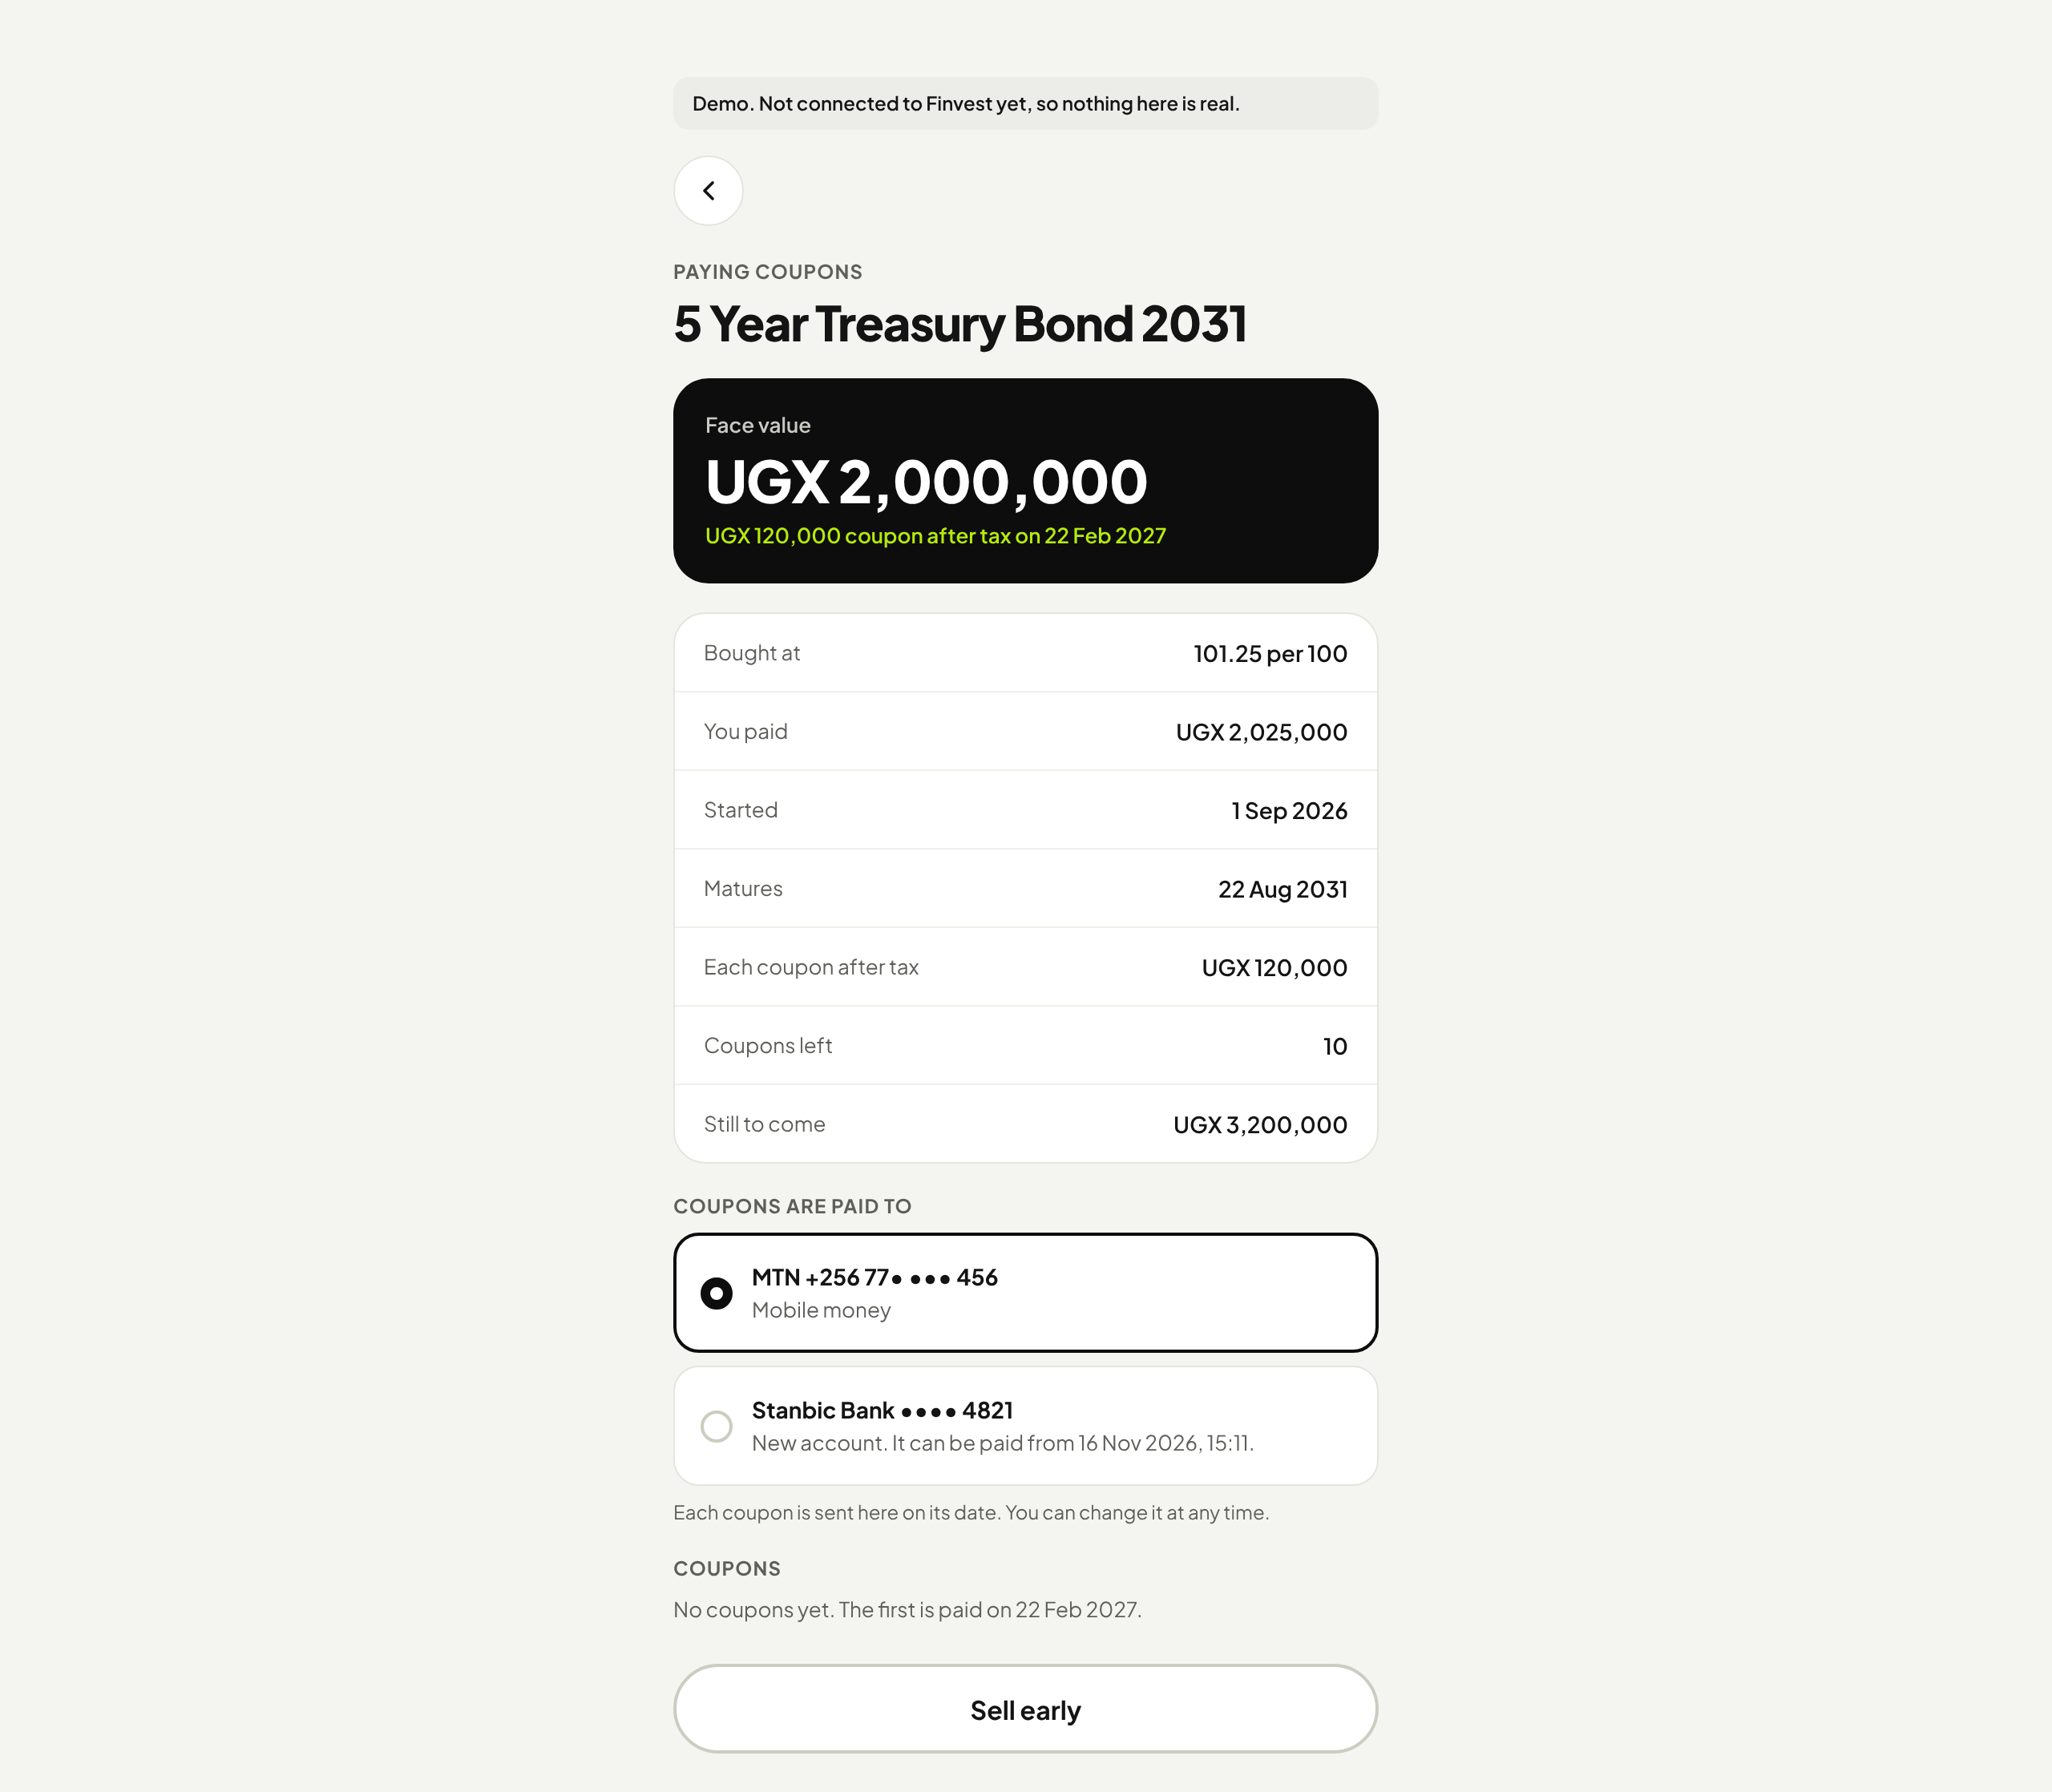 Demo. Not connected to Finvest yet, so nothing here is real.
PAYING COUPONS
5 Year Treasury Bond 2031
Face value
UGX 2,000,000
UGX 120,000 coupon after tax on 22 Feb 2027
Bought at 101.25 per 100
You paid UGX 2,025,000
Started 1 Sep 2026
Matures 22 Aug 2031
Each coupon after tax UGX 120,000
Coupons left 10
Still to come UGX 3,200,000
COUPONS ARE PAID TO
MTN +256 77• ••• 456
Mobile money
Stanbic Bank •••• 4821
New account. It can be paid from 16 Nov 2026, 15:11.
Each coupon is sent here on its date. You can change it at any time.
COUPONS
No coupons yet. The first is paid on 22 Feb 2027.
Sell early